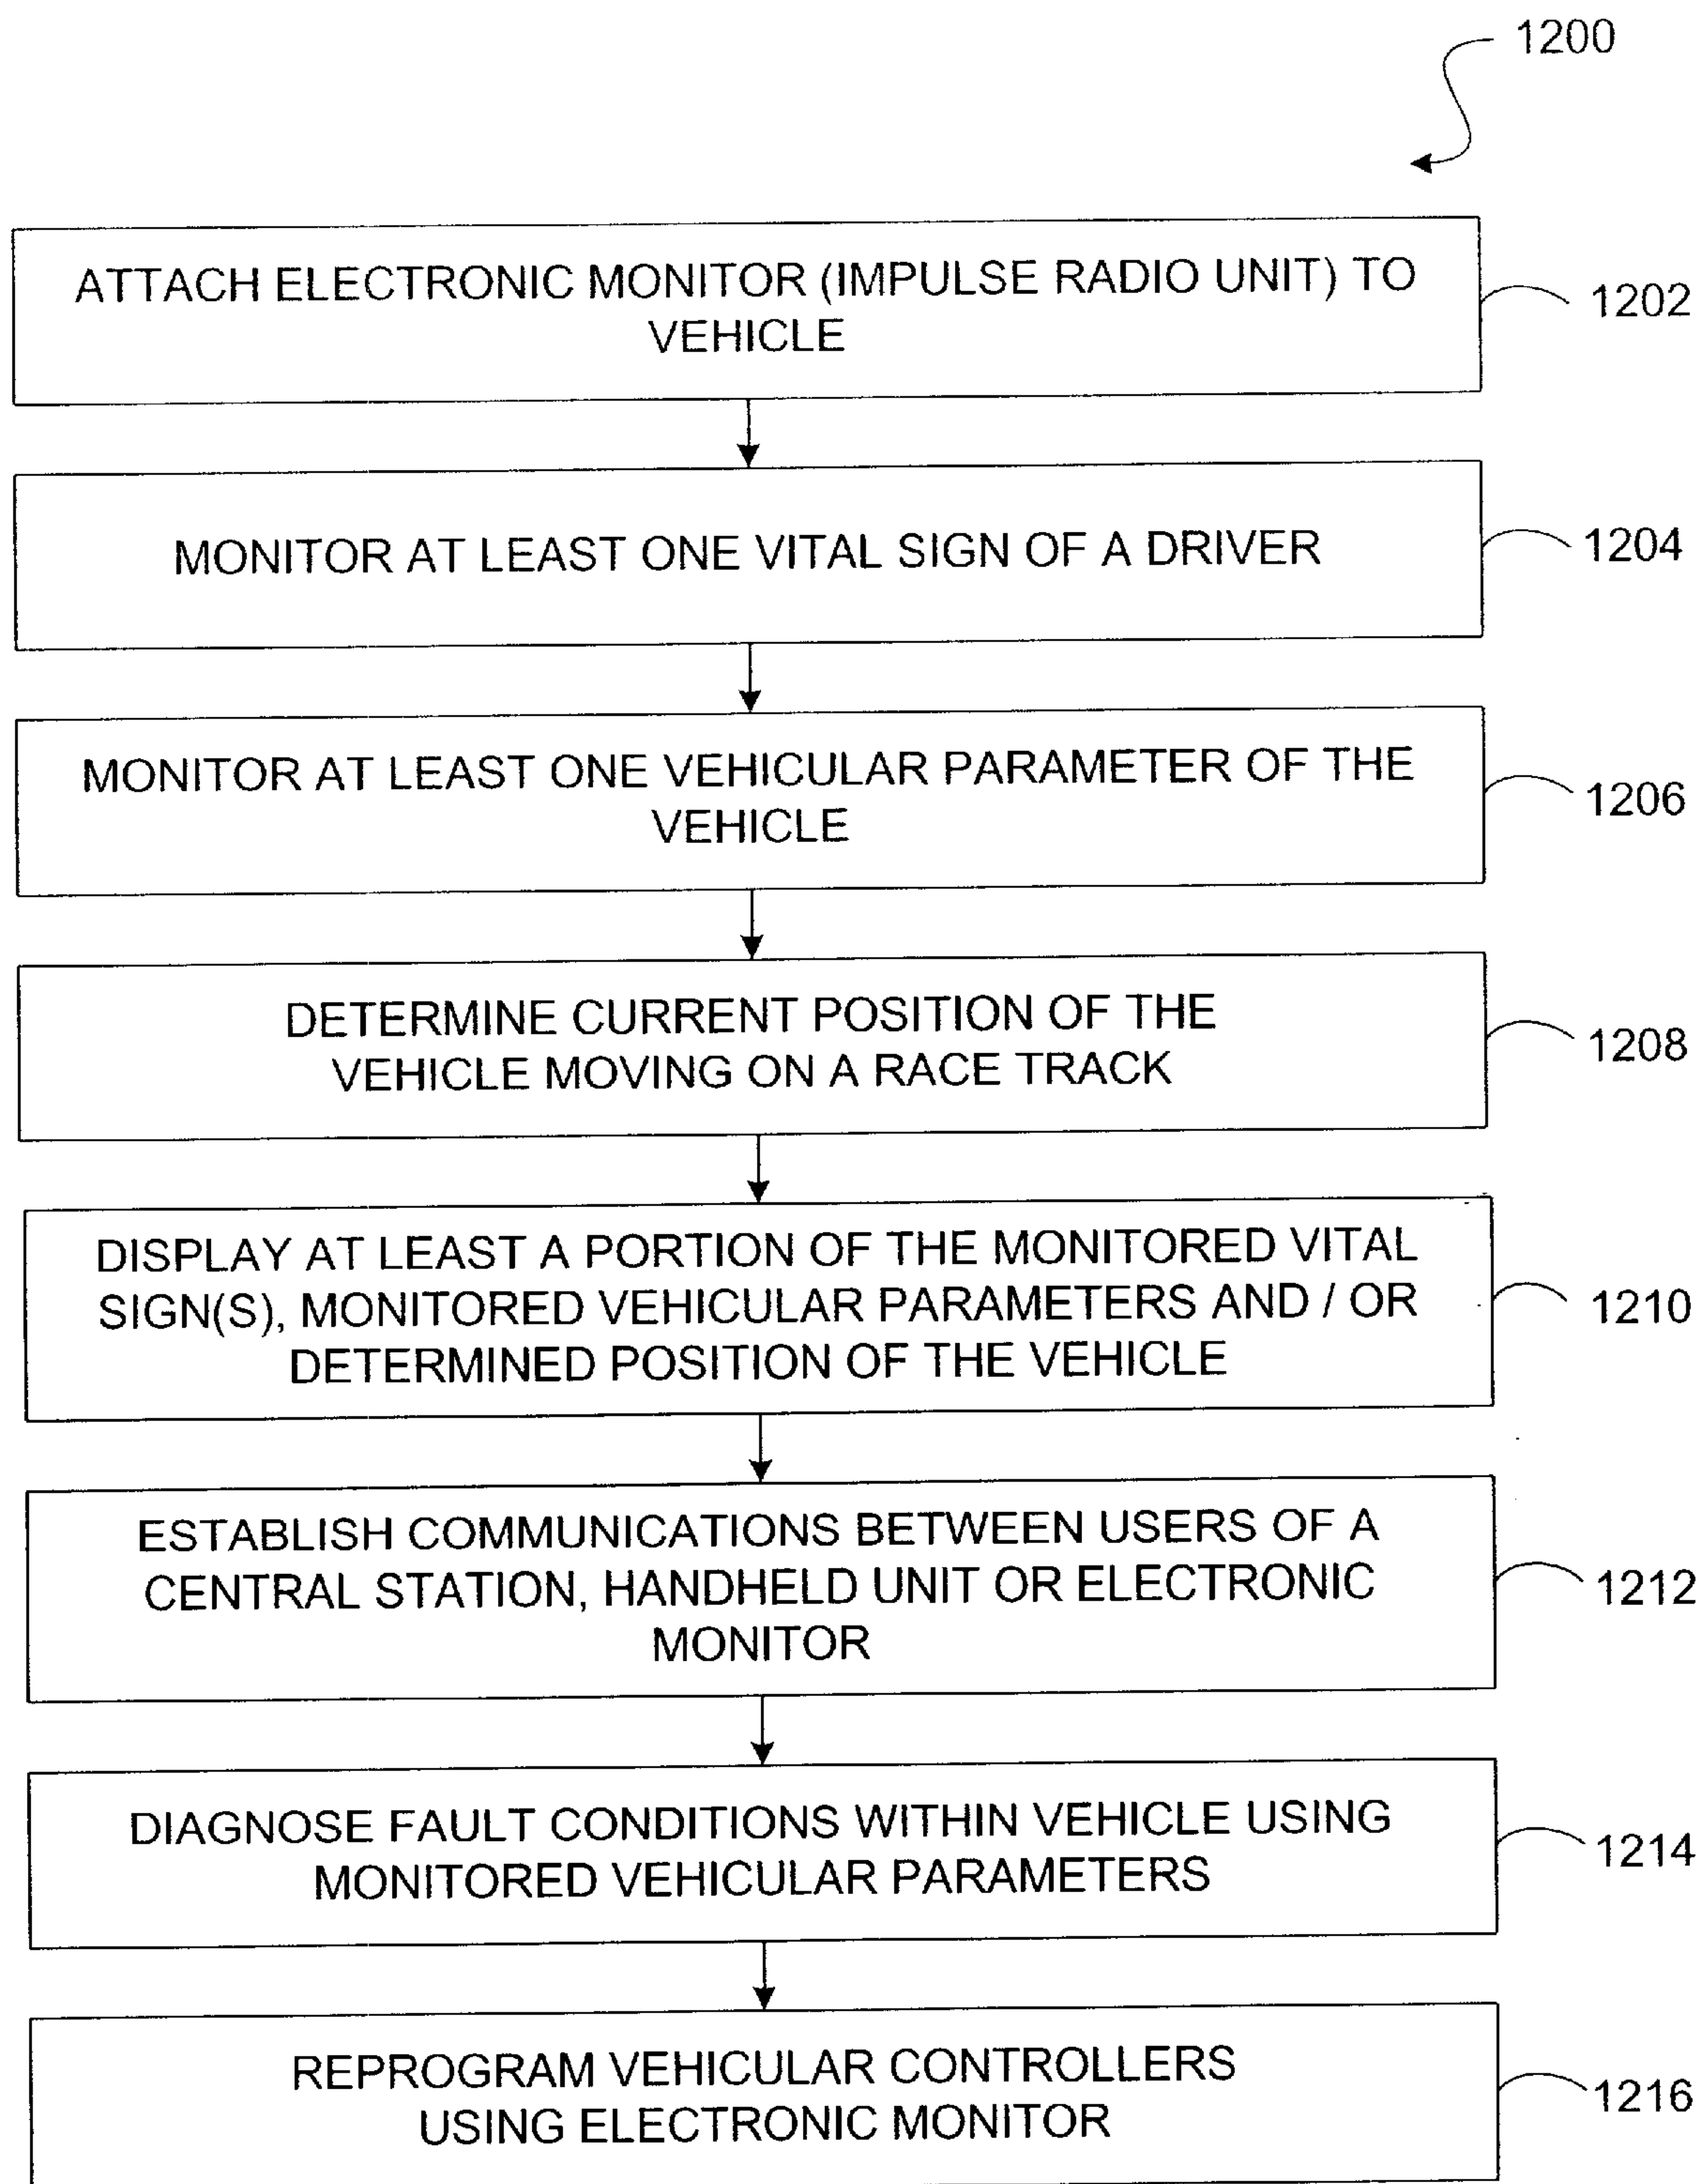 1200
ATTACH ELECTRONIC MONITOR (IMPULSE RADIO UNIT) TO
VEHICLE
1202
MONITOR AT LEAST ONE VITAL SIGN OF A DRIVER
1204
MONITOR AT LEAST ONE VEHICULAR PARAMETER OF THE
VEHICLE
1206
DETERMINE CURRENT POSITION OF THE
VEHICLE MOVING ON A RACE TRACK
1208
DISPLAY AT LEAST A PORTION OF THE MONITORED VITAL
SIGN(S), MONITORED VEHICULAR PARAMETERS AND / OR
DETERMINED POSITION OF THE VEHICLE
1210
ESTABLISH COMMUNICATIONS BETWEEN USERS OF A
CENTRAL STATION, HANDHELD UNIT OR ELECTRONIC
MONITOR
1212
DIAGNOSE FAULT CONDITIONS WITHIN VEHICLE USING
MONITORED VEHICULAR PARAMETERS
1214
REPROGRAM VEHICULAR CONTROLLERS
USING ELECTRONIC MONITOR
1216